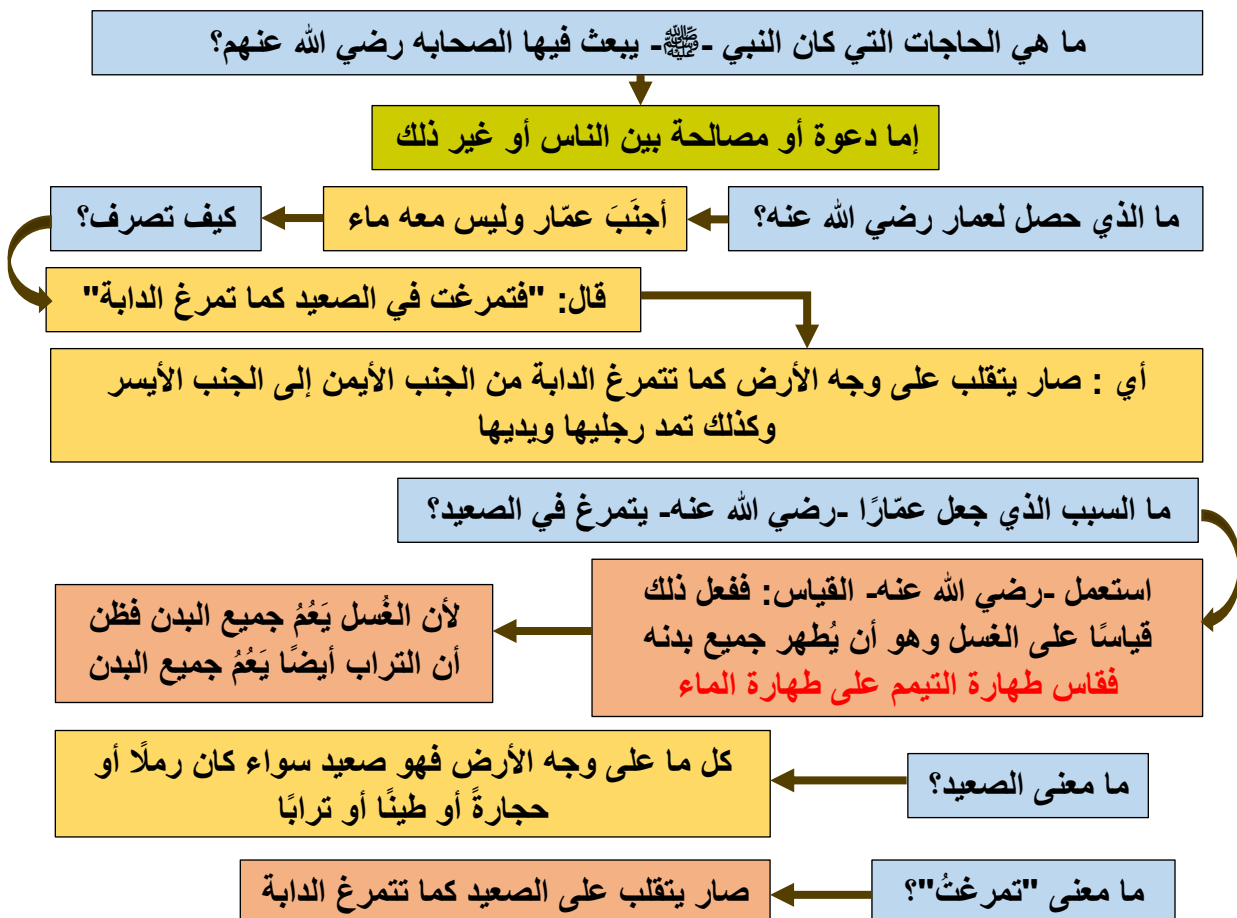 ما هي الحاجات التي كان النبي -ﷺ- يبعث فيها الصحابه رضي الله عنهم؟
إما دعوة أو مصالحة بين الناس أو غير ذلك
ما الذي حصل لعمار رضي الله عنه؟
أجنَبَ عمّار وليس معه ماء
كيف تصرف؟
قال: "فتمرغت في الصعيد كما تمرغ الدابة"
أي : صار يتقلب على وجه الأرض كما تتمرغ الدابة من الجنب الأيمن إلى الجنب الأيسر
وكذلك تمد رجليها ويديها
ما السبب الذي جعل عمّارًا -رضي الله عنه- يتمرغ في الصعيد؟
استعمل -رضي الله عنه- القياس: ففعل ذلك
قياسًا على الغسل وهو أن يُطهر جميع بدنه
فقاس طهارة التيمم على طهارة الماء
لأن الغُسل يَعُمُ جميع البدن فظن
أن التراب أيضًا يَعُمُ جميع البدن
ما معنى الصعيد؟
كل ما على وجه الأرض فهو صعيد سواء كان رملًا أو
حجارةً أو طينًا أو ترابًا
ما معنى "تمرغتُ"؟
صار يتقلب على الصعيد كما تتمرغ الدابة